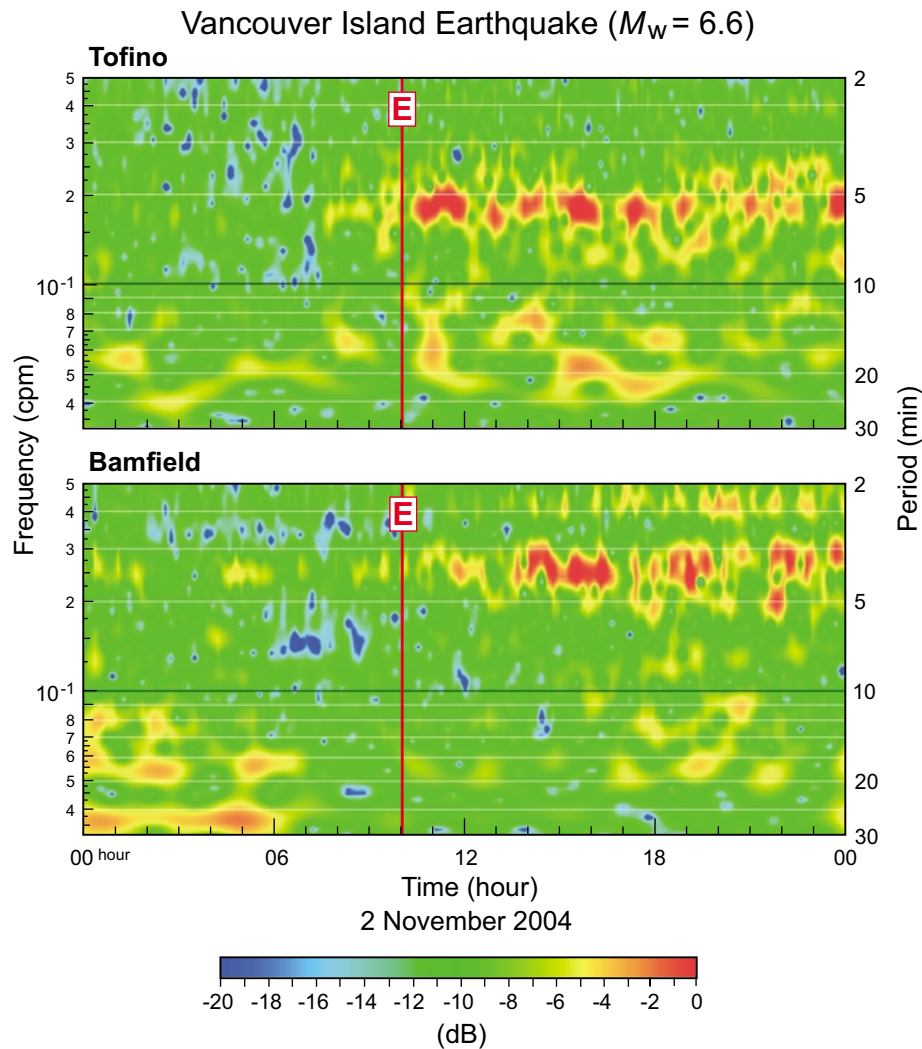 Vancouver Island Earthquake (Mw = 6.6)
Tofino
E
5
4
3
2
10-1
8
7
6
5
4
2
5
10
20
30
Bamfield
E
5
4
3
2
10-1
8
7
6
5
4
2
5
10
20
30
Frequency (cpm)
Period (min)
00 hour 06 12 18 00
Time (hour)
2 November 2004
-20 -18 -16 -14 -12 -10 -8 -6 -4 -2 0
(dB)